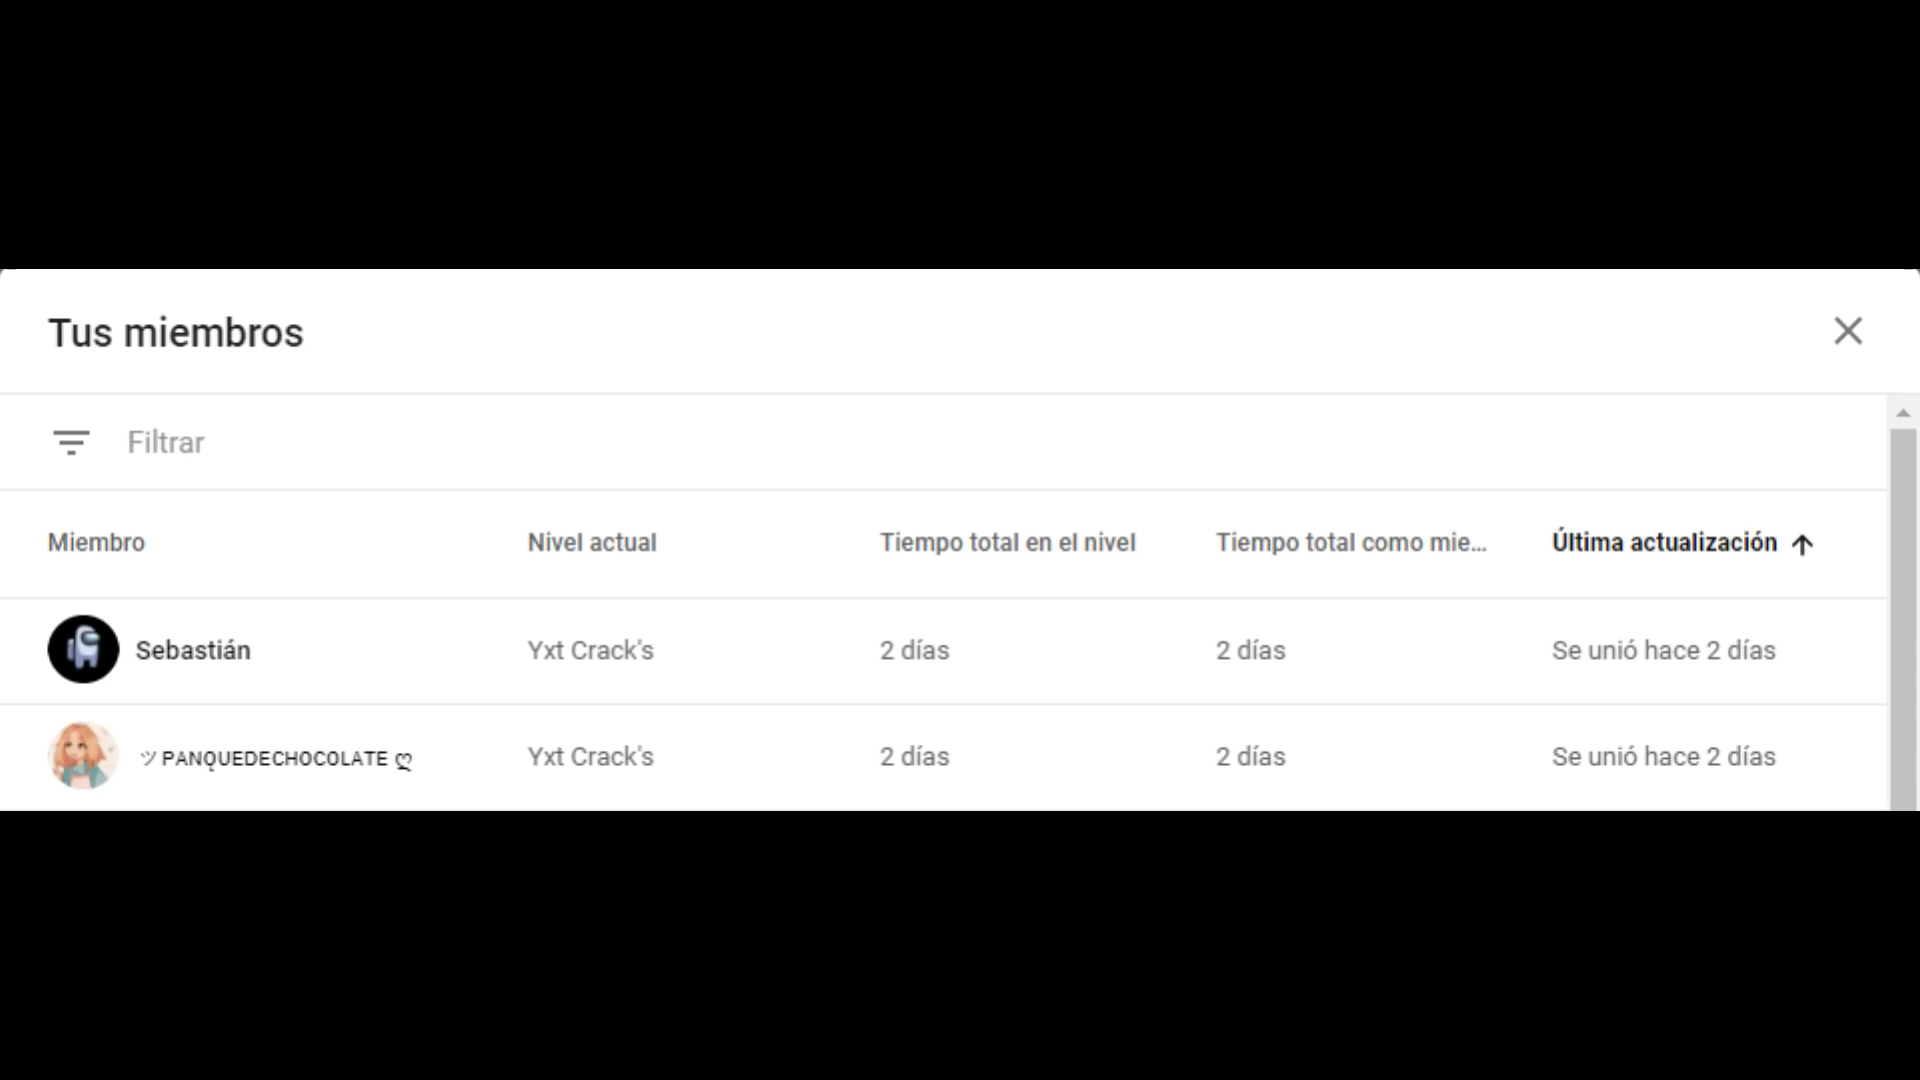 Tus miembros
Filtrar
Miembro Nivel actual Tiempo total en el nivel Tiempo total como mie... Última actualización
Sebastián Yxt Crack's 2 días 2 días Se unió hace 2 días
ツ PANQUEDECHOCOLATE ღ Yxt Crack's 2 días 2 días Se unió hace 2 días